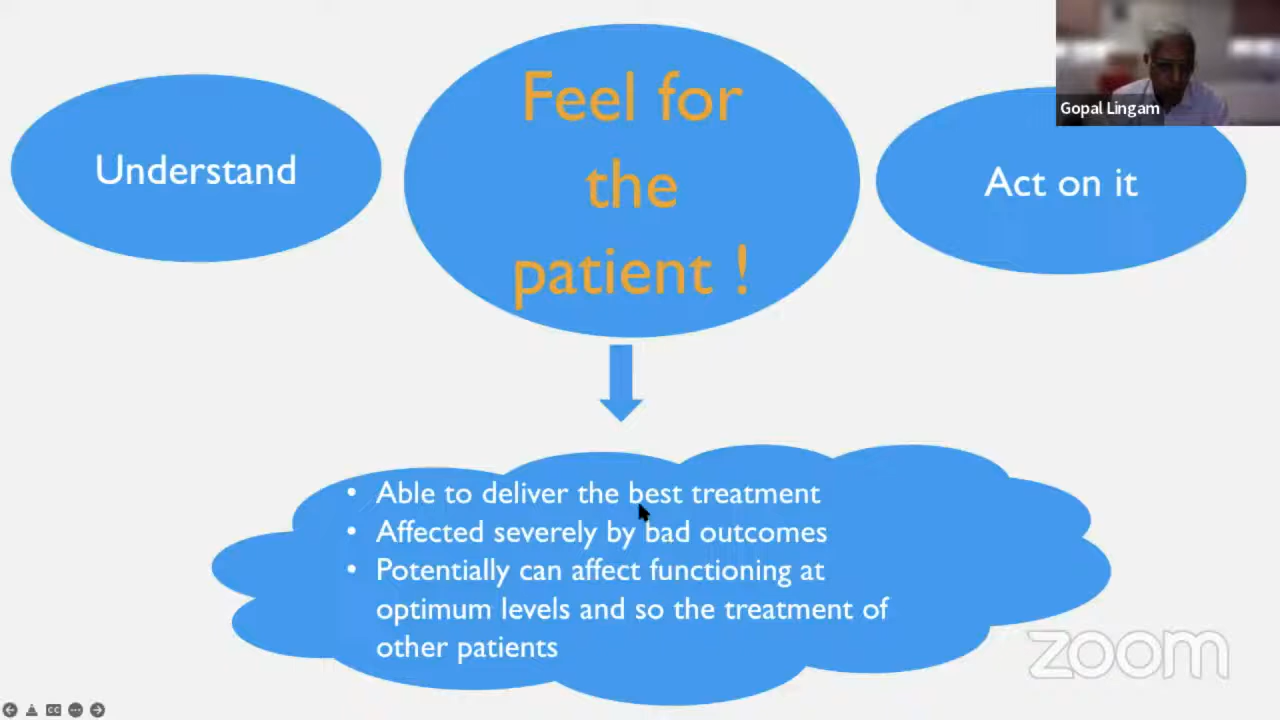 Understand
Feel for
the
patient !
Act on it
Gopal Lingam
• Able to deliver the best treatment
• Affected severely by bad outcomes
• Potentially can affect functioning at
optimum levels and so the treatment of
other patients
zoom
CC